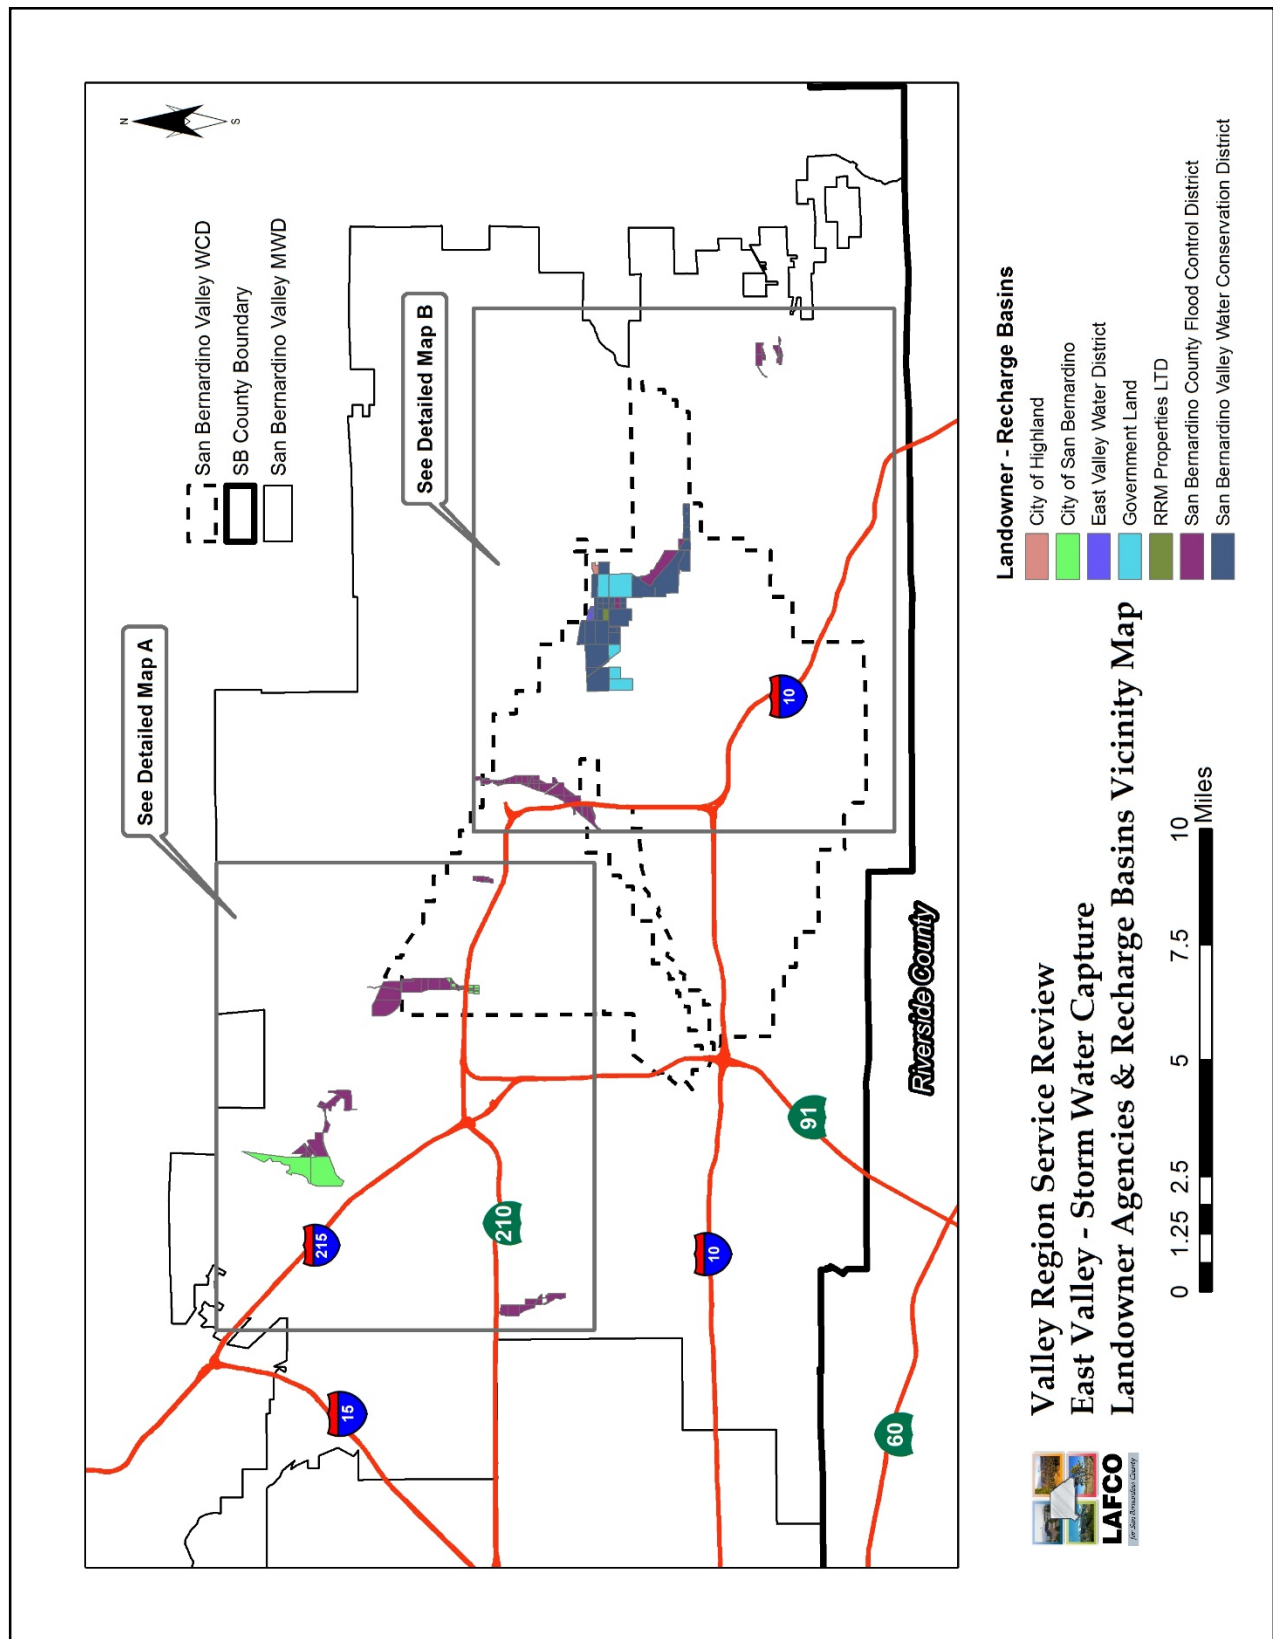 N
S
San Bernardino Valley WCD
SB County Boundary
San Bernardino Valley MWD
See Detailed Map A
See Detailed Map B
15
215
210
10
10
91
60
Riverside County
LAFCO
for San Bernardino County
Valley Region Service Review
East Valley - Storm Water Capture
Landowner Agencies & Recharge Basins Vicinity Map
0 1.25 2.5 5 7.5 10
Miles
Landowner - Recharge Basins
City of Highland
City of San Bernardino
East Valley Water District
Government Land
RRM Properties LTD
San Bernardino County Flood Control District
San Bernardino Valley Water Conservation District